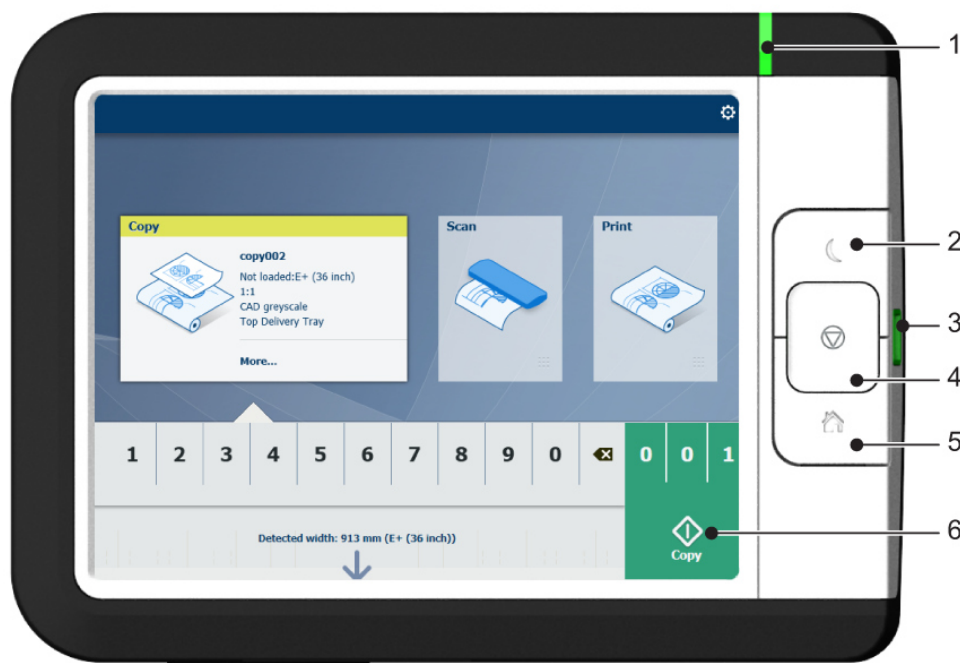 1
Copy
copy002
Not loaded:E+ (36 inch)
1:1
CAD greyscale
Top Delivery Tray
More...
Scan
Print
2
3
4
5
1 2 3 4 5 6 7 8 9 0 0 0 1
Detected width: 913 mm (E+ (36 inch))
Copy
6